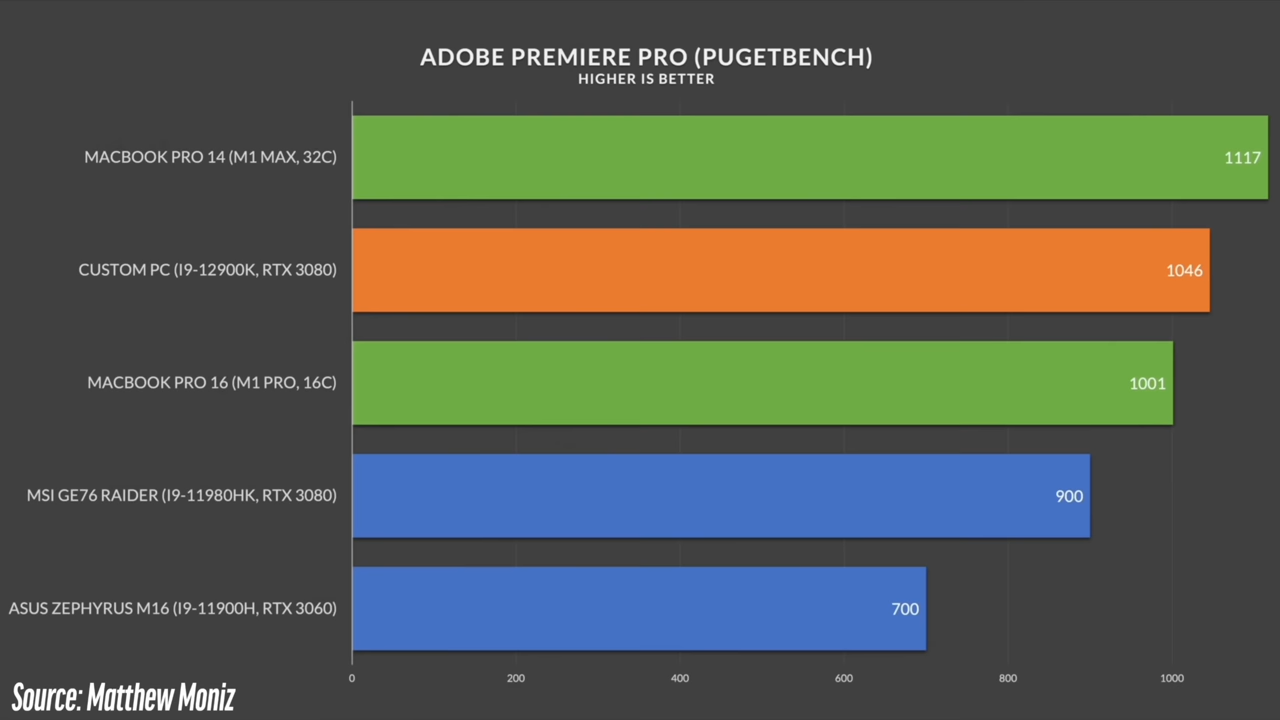 ADOBE PREMIERE PRO (PUGETBENCH)
HIGHER IS BETTER
MACBOOK PRO 14 (M1 MAX, 32C)
1117
CUSTOM PC (I9-12900K, RTX 3080)
1046
MACBOOK PRO 16 (M1 PRO, 16C)
1001
MSI GE76 RAIDER (I9-11980HK, RTX 3080)
900
ASUS ZEPHYRUS M16 (I9-11900H, RTX 3060)
700
0 200 400 600 800 1000
Source: Matthew Moniz